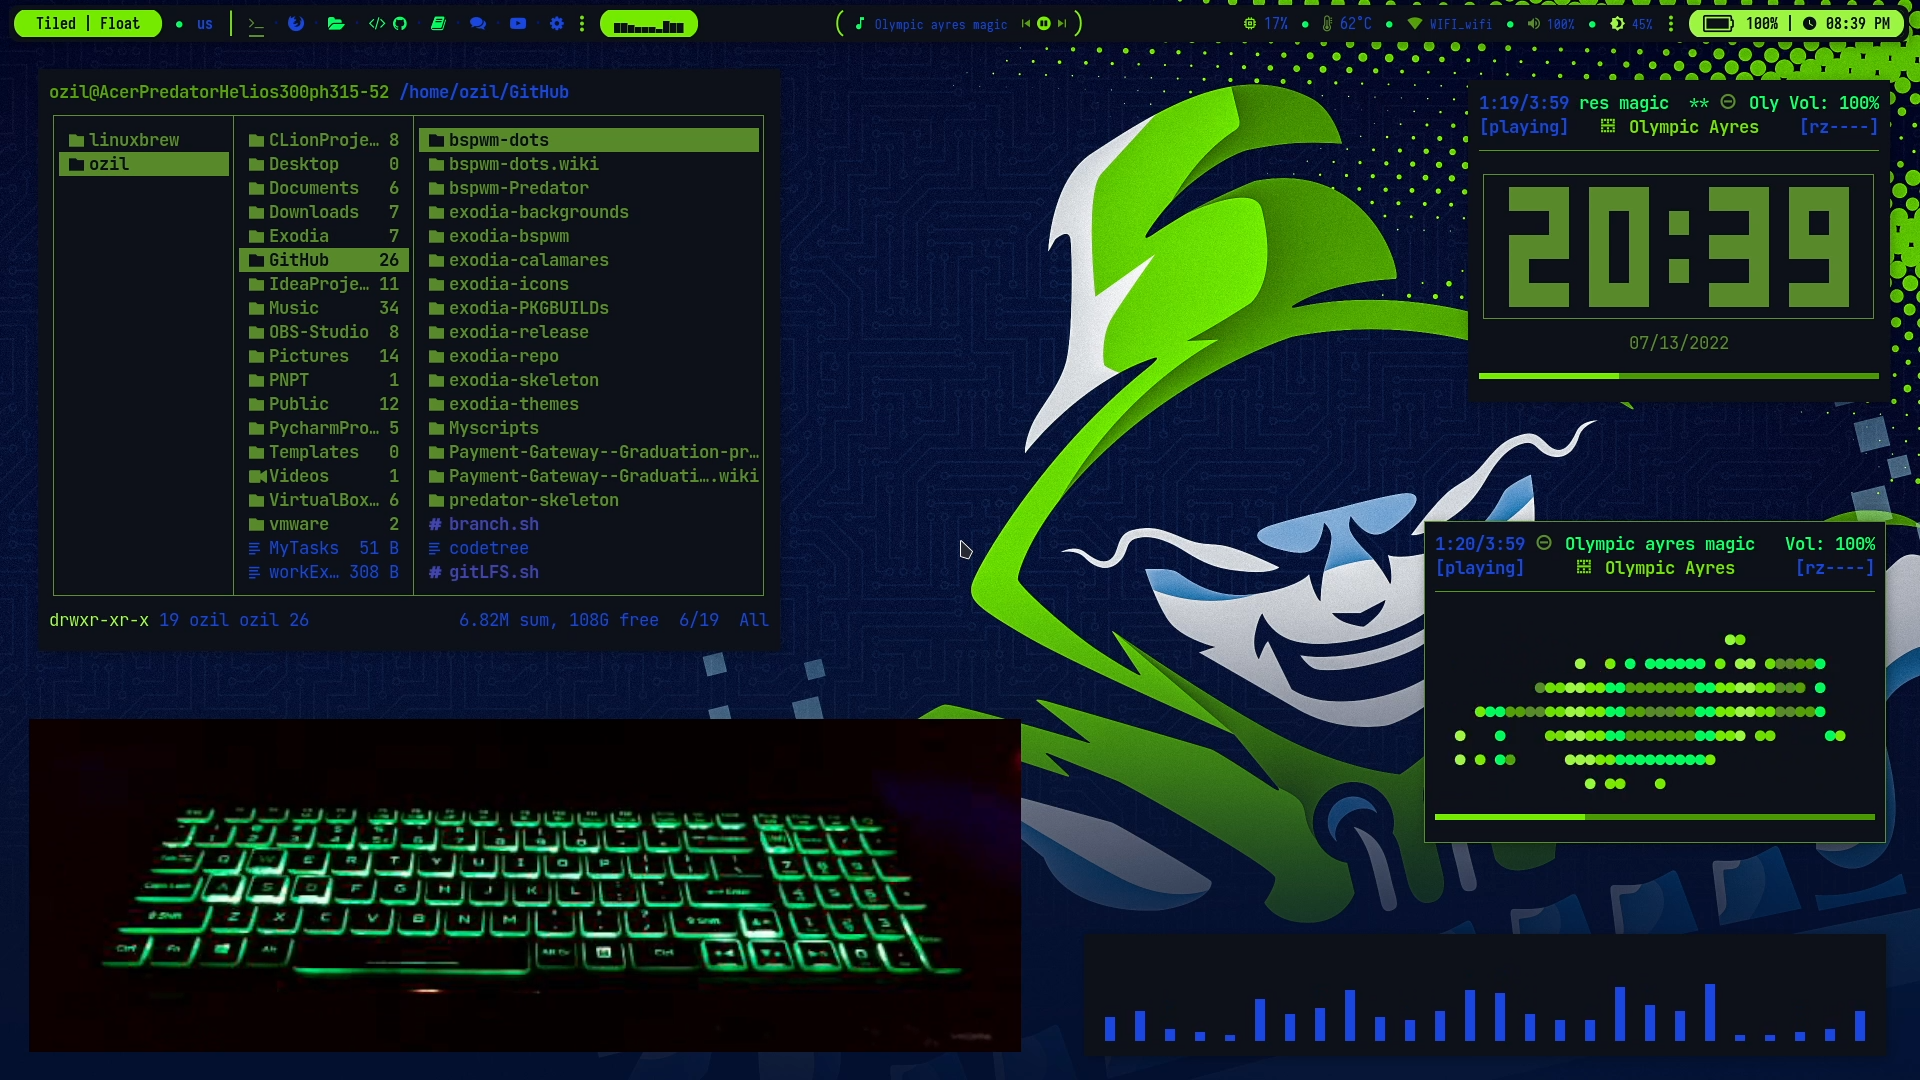 Tiled | Float
us
Olympic ayres magic
17%
62°C
WIFI_wifi
100%
45%
100% | 08:39 PM
ozil@AcerPredatorHelios300ph315-52 /home/ozil/GitHub
linuxbrew
ozil
CLionProje… 8
Desktop 0
Documents 6
Downloads 7
Exodia 7
GitHub 26
IdeaProje… 11
Music 34
OBS-Studio 8
Pictures 14
PNPT 1
Public 12
PycharmPro… 5
Templates 0
Videos 1
VirtualBox… 6
vmware 2
MyTasks 51 B
workEx… 308 B
bspwm-dots
bspwm-dots.wiki
bspwm-Predator
exodia-backgrounds
exodia-bspwm
exodia-calamares
exodia-icons
exodia-PKGBUILDs
exodia-release
exodia-repo
exodia-skeleton
exodia-themes
Myscripts
Payment-Gateway--Graduation-pr…
Payment-Gateway--Graduati….wiki
predator-skeleton
# branch.sh
codetree
# gitLFS.sh
drwxr-xr-x 19 ozil ozil 26 6.82M sum, 108G free 6/19 All
1:19/3:59 res magic ** Oly Vol: 100%
[playing] Olympic Ayres [rz----]
20:39
07/13/2022
1:20/3:59 Olympic ayres magic Vol: 100%
[playing] Olympic Ayres [rz----]
Q W E R T Y U I O P
A S D F G H J K L
Z X C V B N M
Ctrl Fn Alt